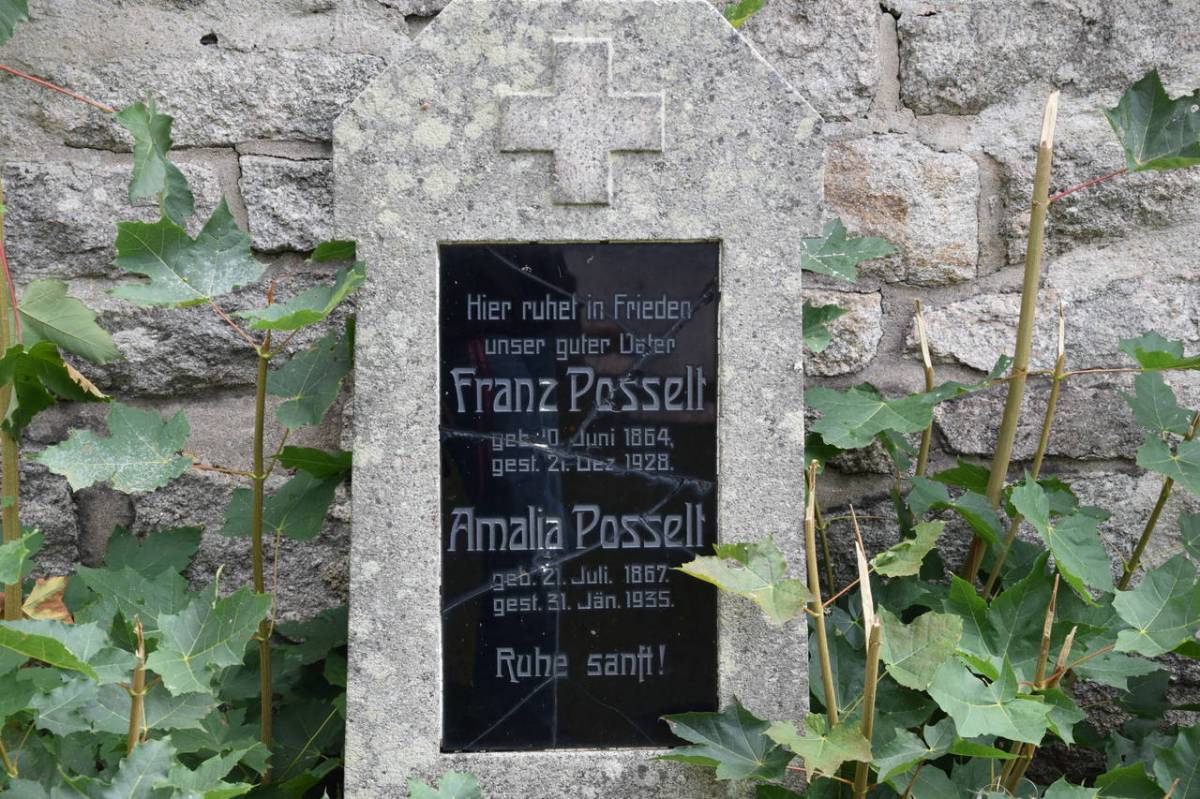 Hier ruhet in Frieden
unser guter Vater
Franz Posselt
geb. 10. Juni 1864,
gest. 21. Dez. 1928.
Amalia Posselt
geb. 21. Juli. 1867.
gest. 31. Jän. 1935.
Ruhe sanft!